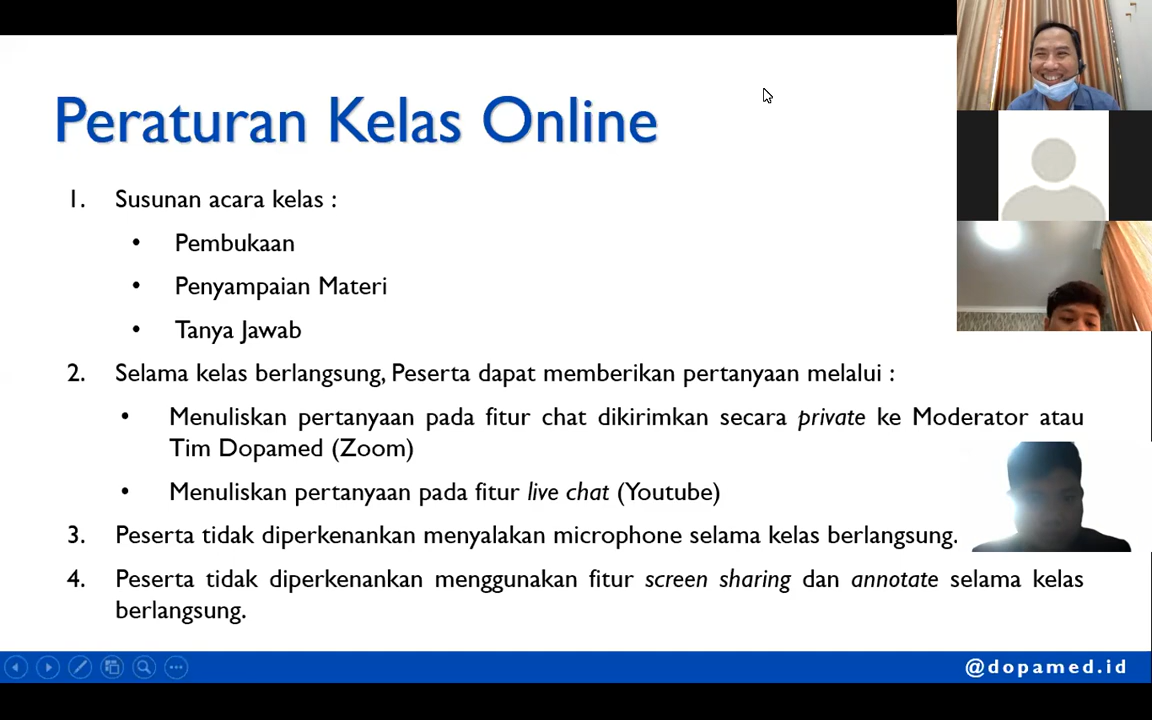 Peraturan Kelas Online
1. Susunan acara kelas :
• Pembukaan
• Penyampaian Materi
• Tanya Jawab
2. Selama kelas berlangsung, Peserta dapat memberikan pertanyaan melalui :
• Menuliskan pertanyaan pada fitur chat dikirimkan secara private ke Moderator atau
Tim Dopamed (Zoom)
• Menuliskan pertanyaan pada fitur live chat (Youtube)
3. Peserta tidak diperkenankan menyalakan microphone selama kelas berlangsung.
4. Peserta tidak diperkenankan menggunakan fitur screen sharing dan annotate selama kelas
berlangsung.
@dopamed.id